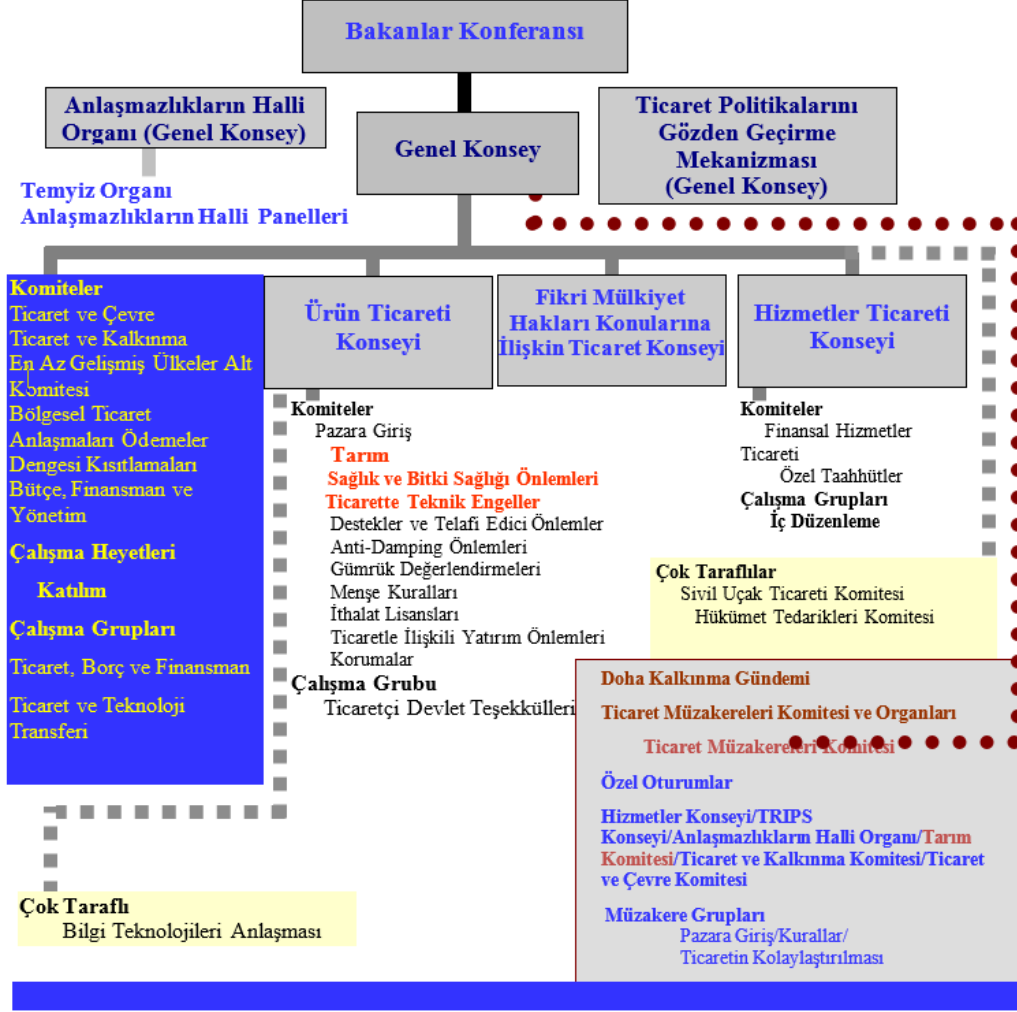 Bakanlar Konferansı
Anlaşmazlıkların Halli
Organı (Genel Konsey)
Genel Konsey
Ticaret Politikalarını
Gözden Geçirme
Mekanizması
(Genel Konsey)
Temyiz Organı
Anlaşmazlıkların Halli Panelleri
Komiteler
Ticaret ve Çevre
Ticaret ve Kalkınma
En Az Gelişmiş Ülkeler Alt
Komitesi
Bölgesel Ticaret
Anlaşmaları Ödemeler
Dengesi Kısıtlamaları
Bütçe, Finansman ve
Yönetim
Çalışma Heyetleri
Katılım
Çalışma Grupları
Ticaret, Borç ve Finansman
Ticaret ve Teknoloji
Transferi
Ürün Ticareti
Konseyi
Komiteler
Pazara Giriş
Tarım
Sağlık ve Bitki Sağlığı Önlemleri
Ticarette Teknik Engeller
Destekler ve Telafi Edici Önlemler
Anti-Damping Önlemleri
Gümrük Değerlendirmeleri
Menşe Kuralları
İthalat Lisansları
Ticaretle İlişkili Yatırım Önlemleri
Korumalar
Çalışma Grubu
Ticaretçi Devlet Teşekkülleri
Fikri Mülkiyet
Hakları Konularına
İlişkin Ticaret Konseyi
Hizmetler Ticareti
Konseyi
Komiteler
Finansal Hizmetler
Ticareti
Özel Taahhütler
Çalışma Grupları
İç Düzenleme
Çok Taraflılar
Sivil Uçak Ticareti Komitesi
Hükümet Tedarikleri Komitesi
Doha Kalkınma Gündemi
Ticaret Müzakereleri Komitesi ve Organları
Ticaret Müzakereleri Komitesi
Özel Oturumlar
Hizmetler Konseyi/TRIPS
Konseyi/Anlaşmazlıkların Halli Organı/Tarım
Komitesi/Ticaret ve Kalkınma Komitesi/Ticaret
ve Çevre Komitesi
Müzakere Grupları
Pazara Giriş/Kurallar/
Ticaretin Kolaylaştırılması
Çok Taraflı
Bilgi Teknolojileri Anlaşması